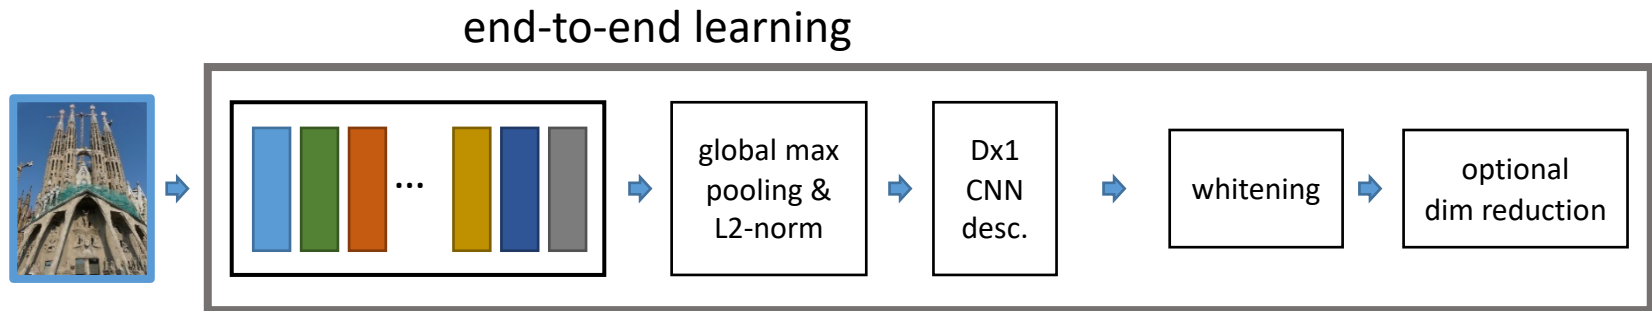 end-to-end learning
...
global max
pooling &
L2-norm
Dx1
CNN
desc.
whitening
optional
dim reduction